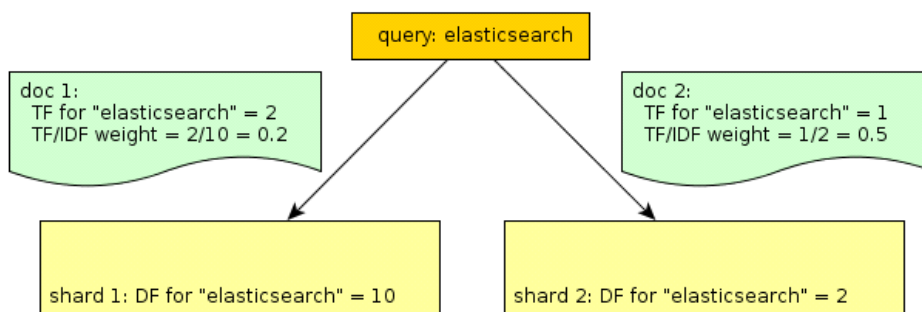 query: elasticsearch
doc 1:
TF for "elasticsearch" = 2
TF/IDF weight = 2/10 = 0.2
doc 2:
TF for "elasticsearch" = 1
TF/IDF weight = 1/2 = 0.5
shard 1: DF for "elasticsearch" = 10
shard 2: DF for "elasticsearch" = 2